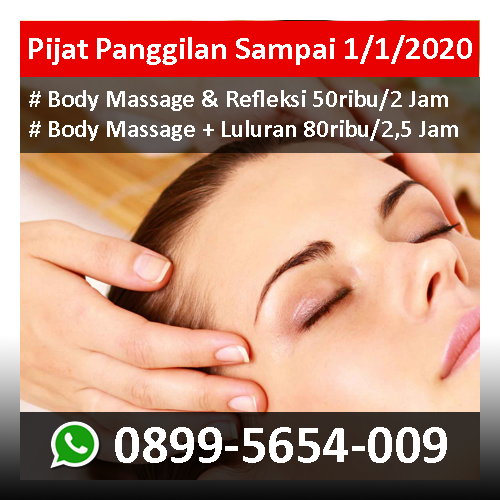 Pijat Panggilan Sampai 1/1/2020
# Body Massage & Refleksi 50ribu/2 Jam
# Body Massage + Luluran 80ribu/2,5 Jam
0899-5654-009